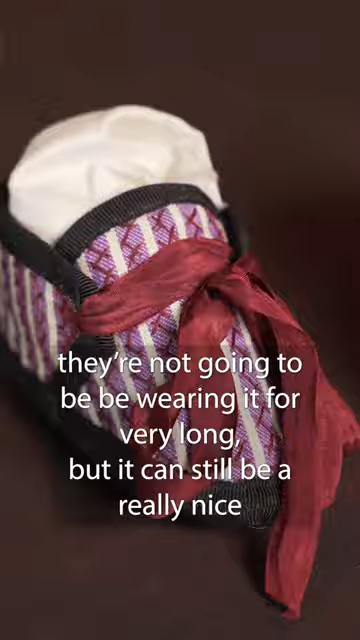 they're not going to
be be wearing it for
very long,
but it can still be a
really nice